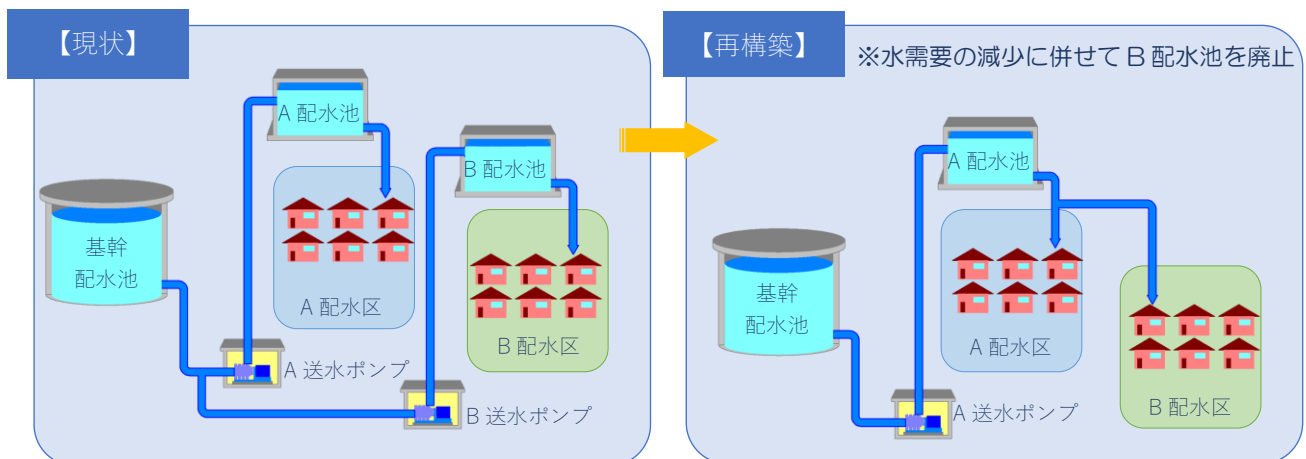 【現状】
A 配水池
B 配水池
基幹
配水池
A 配水区
B 配水区
A 送水ポンプ
B 送水ポンプ
【再構築】
※水需要の減少に併せて B 配水池を廃止
A 配水池
基幹
配水池
A 配水区
A 送水ポンプ
B 配水区